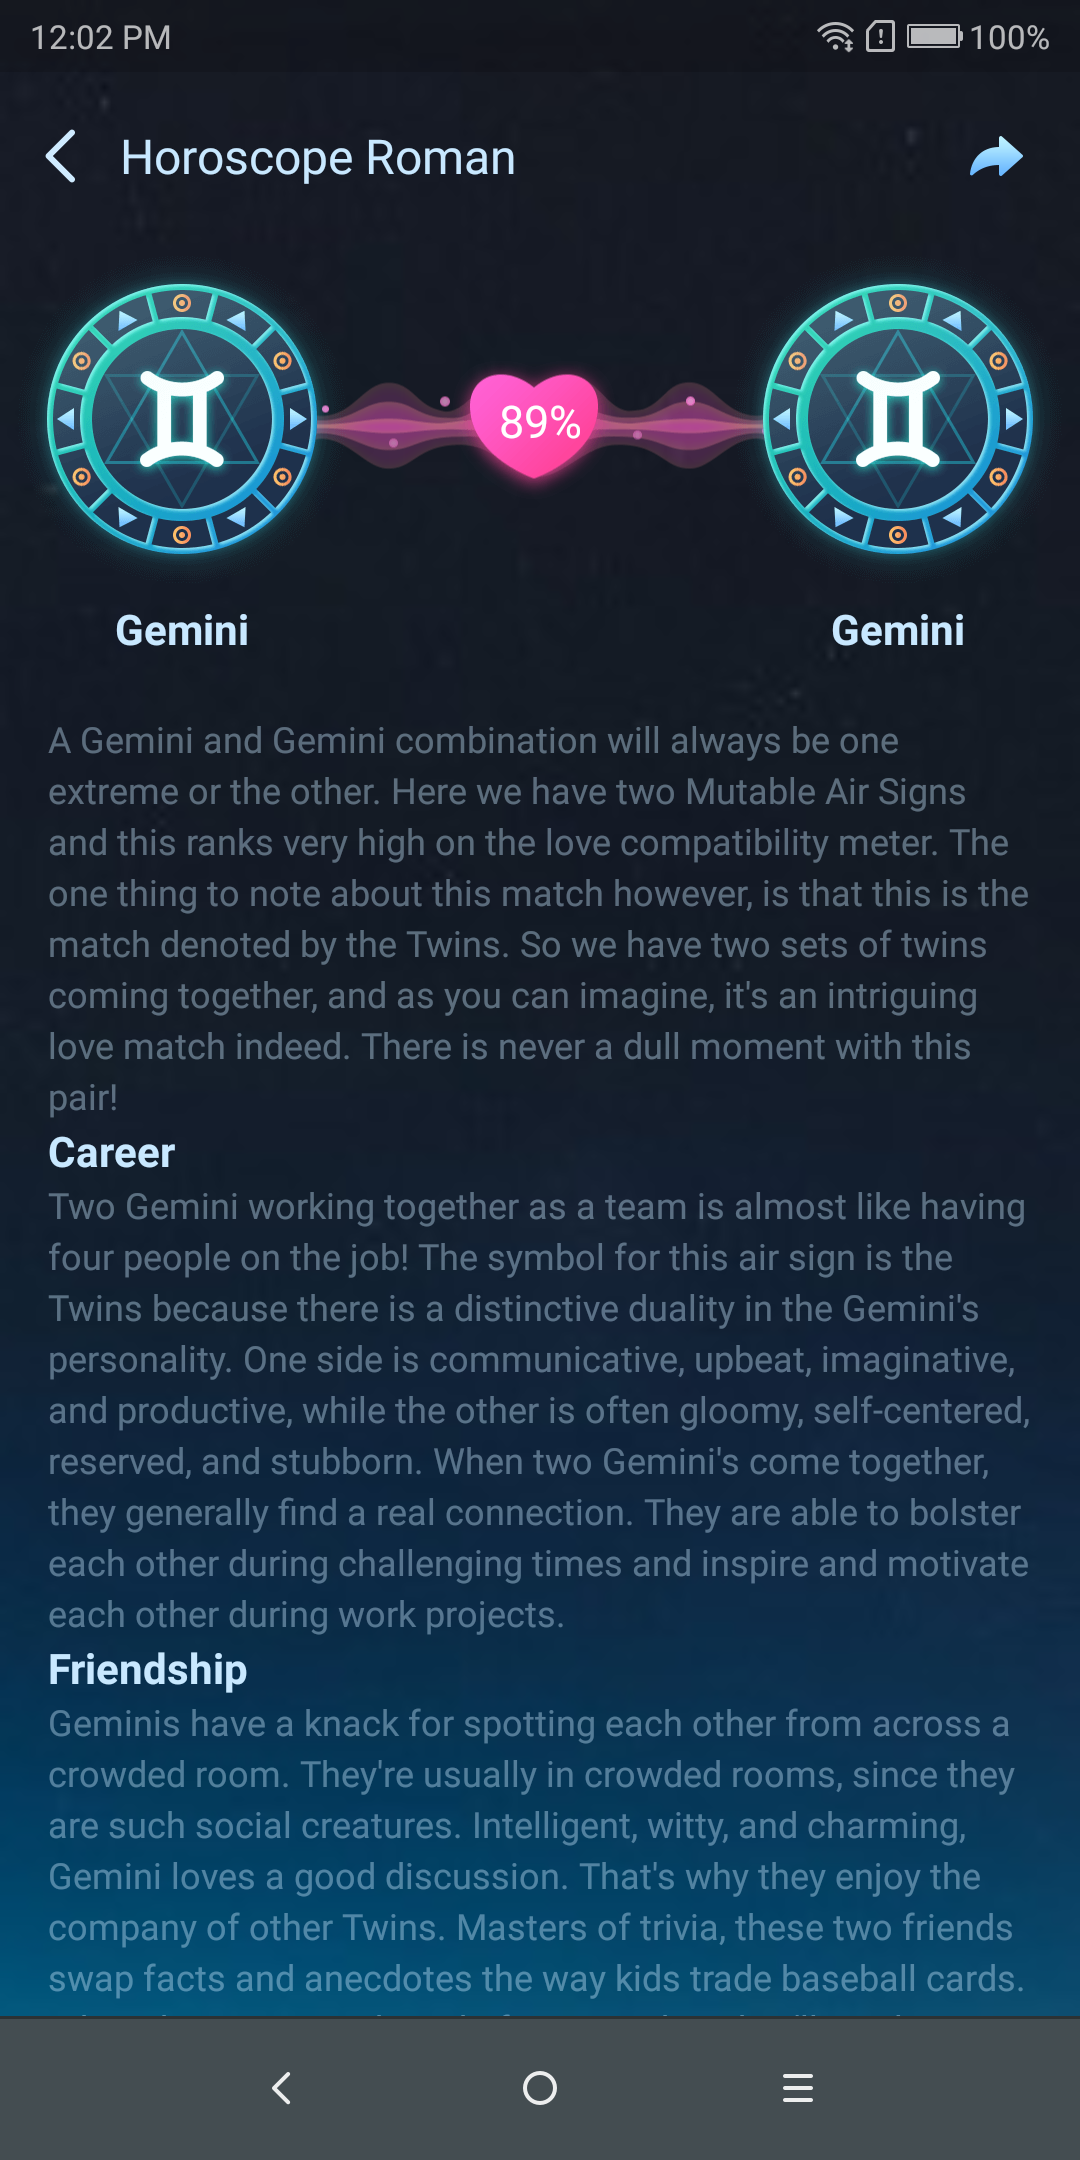 12:02 PM
100%
Horoscope Roman
89%
Gemini
Gemini
A Gemini and Gemini combination will always be one
extreme or the other. Here we have two Mutable Air Signs
and this ranks very high on the love compatibility meter. The
one thing to note about this match however, is that this is the
match denoted by the Twins. So we have two sets of twins
coming together, and as you can imagine, it's an intriguing
love match indeed. There is never a dull moment with this
pair!
Career
Two Gemini working together as a team is almost like having
four people on the job! The symbol for this air sign is the
Twins because there is a distinctive duality in the Gemini's
personality. One side is communicative, upbeat, imaginative,
and productive, while the other is often gloomy, self-centered,
reserved, and stubborn. When two Gemini's come together,
they generally find a real connection. They are able to bolster
each other during challenging times and inspire and motivate
each other during work projects.
Friendship
Geminis have a knack for spotting each other from across a
crowded room. They're usually in crowded rooms, since they
are such social creatures. Intelligent, witty, and charming,
Gemini loves a good discussion. That's why they enjoy the
company of other Twins. Masters of trivia, these two friends
swap facts and anecdotes the way kids trade baseball cards.